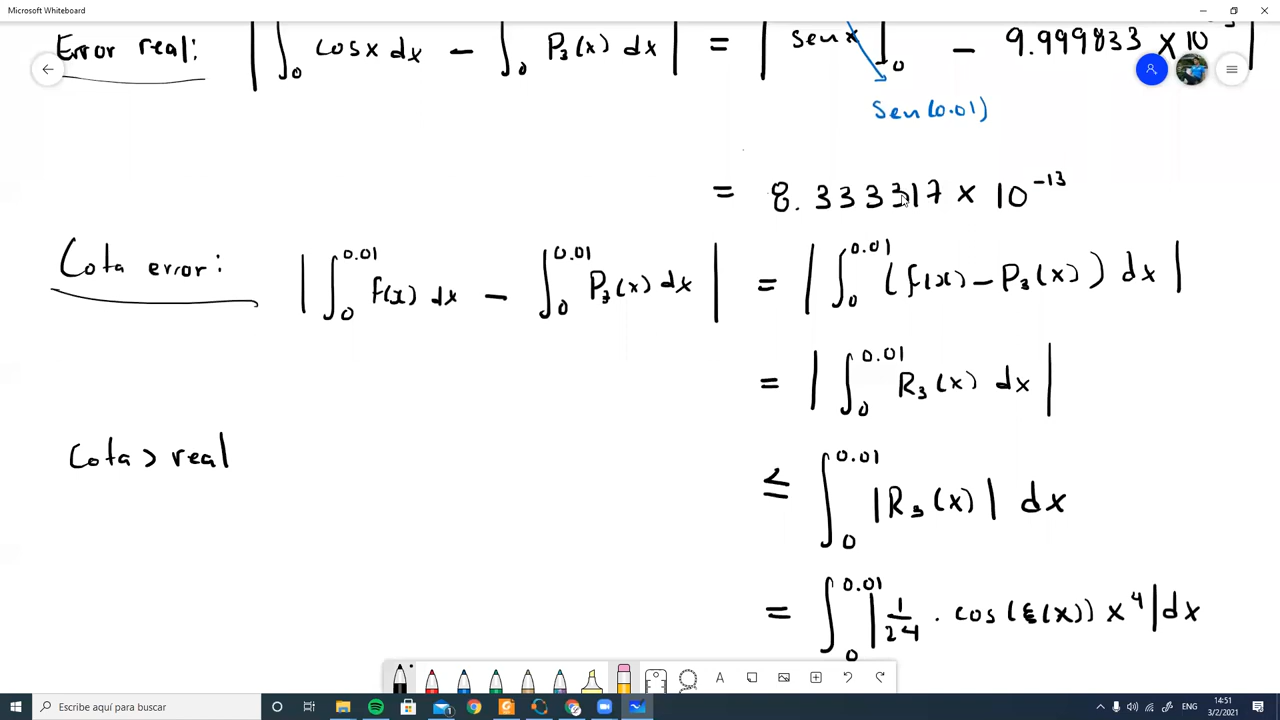 Microsoft Whiteboard
Error real: | ∫₀ cosx dx − ∫₀ P₃(x) dx | = | sen x ]₀ − 9.999833 × 10 |
Sen(0.01)
= 8.333317 × 10⁻¹³
Cota error: | ∫₀^0.01 f(x) dx − ∫₀^0.01 P₃(x) dx | = | ∫₀^0.01 (f(x) − P₃(x)) dx |
= | ∫₀^0.01 R₃(x) dx |
Cota > real
≤ ∫₀^0.01 |R₃(x)| dx
= ∫₀^0.01 | 1/24 · cos(ξ(x)) x⁴ | dx
A
Escribe aquí para buscar
14:51
3/2/2021